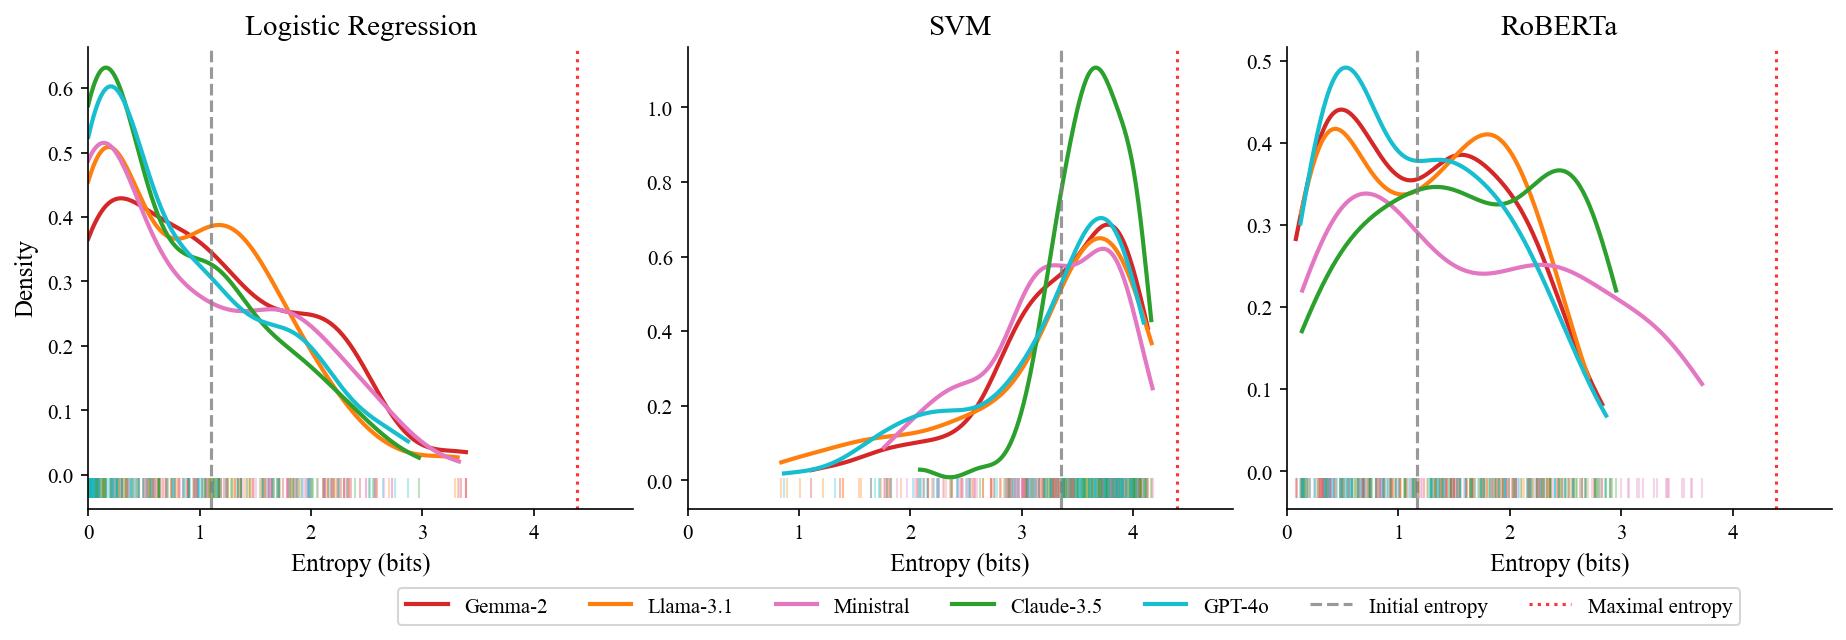 Logistic Regression
SVM
RoBERTa
Density
0.6
0.5
0.4
0.3
0.2
0.1
0.0
0 1 2 3 4
Entropy (bits)
1.0
0.8
0.6
0.4
0.2
0.0
0 1 2 3 4
Entropy (bits)
0.5
0.4
0.3
0.2
0.1
0.0
0 1 2 3 4
Entropy (bits)
Gemma-2 Llama-3.1 Ministral Claude-3.5 GPT-4o Initial entropy Maximal entropy